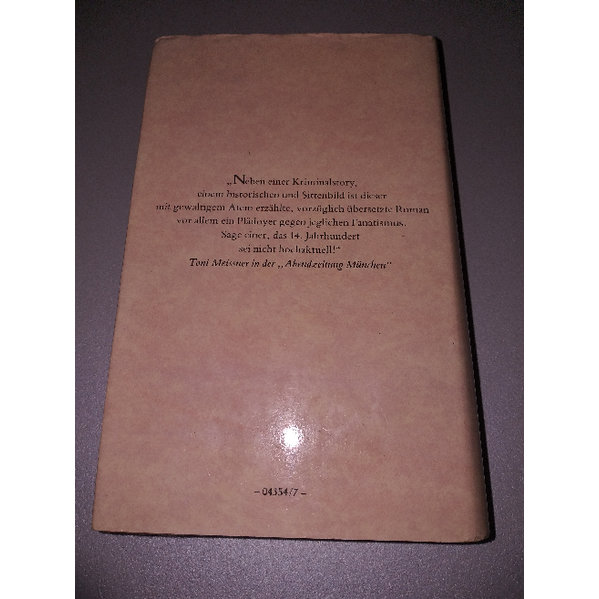 „Neben einer Kriminalstory,
einem historischen und Sittenbild ist dieser
mit gewaltigem Atem erzählte, vorzüglich übersetzte Roman
vor allem ein Plädoyer gegen jeglichen Fanatismus.
Sage einer, das 14. Jahrhundert
sei nicht hochaktuell!“
Toni Meissner in der „Abendzeitung München“
– 04354/7 –